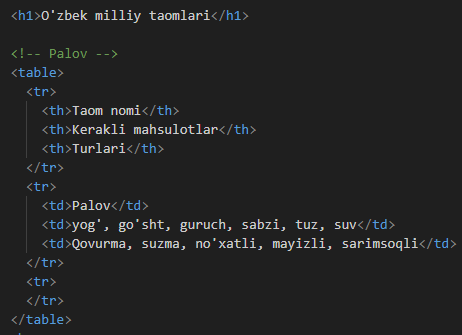 <h1>O'zbek milliy taomlari</h1>
<!-- Palov -->
<table>
<tr>
<th>Taom nomi</th>
<th>Kerakli mahsulotlar</th>
<th>Turlari</th>
</tr>
<tr>
<td>Palov</td>
<td>yog', go'sht, guruch, sabzi, tuz, suv</td>
<td>Qovurma, suzma, no'xatli, mayizli, sarimsoqli</td>
</tr>
<tr>
</tr>
</table>